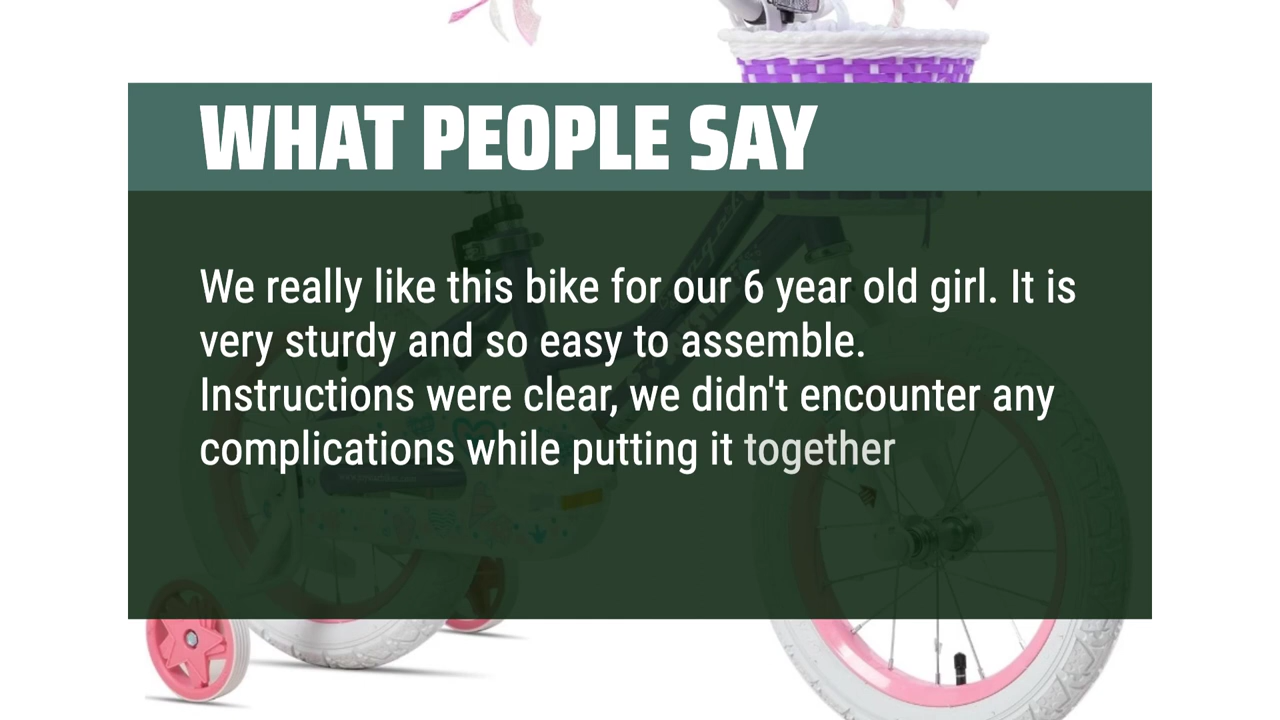 WHAT PEOPLE SAY
We really like this bike for our 6 year old girl. It is
very sturdy and so easy to assemble.
Instructions were clear, we didn't encounter any
complications while putting it together